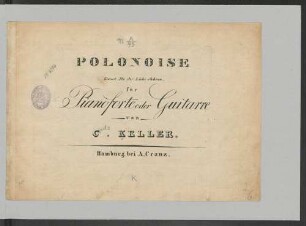 POLONOISE
für
Pianoforte oder Guitarre
von
C. KELLER.
Hamburg bei A. Cranz.